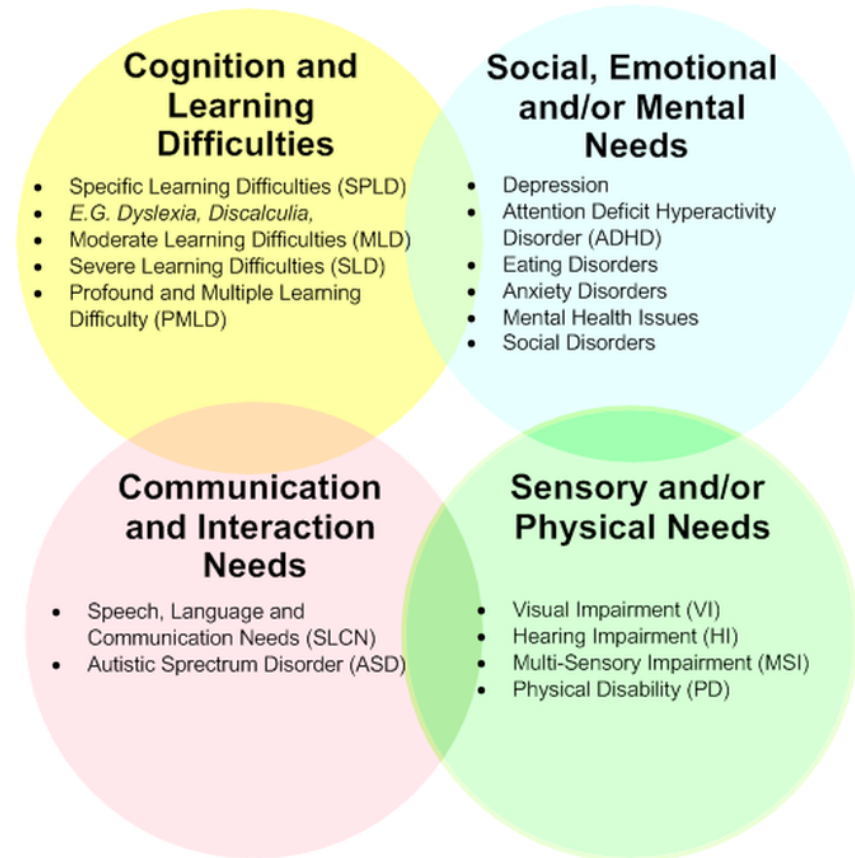 Cognition and
Learning
Difficulties
• Specific Learning Difficulties (SPLD)
• E.G. Dyslexia, Discalculia,
• Moderate Learning Difficulties (MLD)
• Severe Learning Difficulties (SLD)
• Profound and Multiple Learning
Difficulty (PMLD)
Social, Emotional
and/or Mental
Needs
• Depression
• Attention Deficit Hyperactivity
Disorder (ADHD)
• Eating Disorders
• Anxiety Disorders
• Mental Health Issues
• Social Disorders
Communication
and Interaction
Needs
• Speech, Language and
Communication Needs (SLCN)
• Autistic Sprectrum Disorder (ASD)
Sensory and/or
Physical Needs
• Visual Impairment (VI)
• Hearing Impairment (HI)
• Multi-Sensory Impairment (MSI)
• Physical Disability (PD)